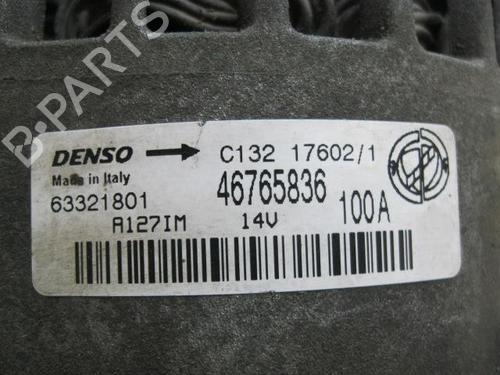 B-PARTS
DENSO C132 17602/1
Made in Italy 46765836
63321801 100A
A127IM 14V